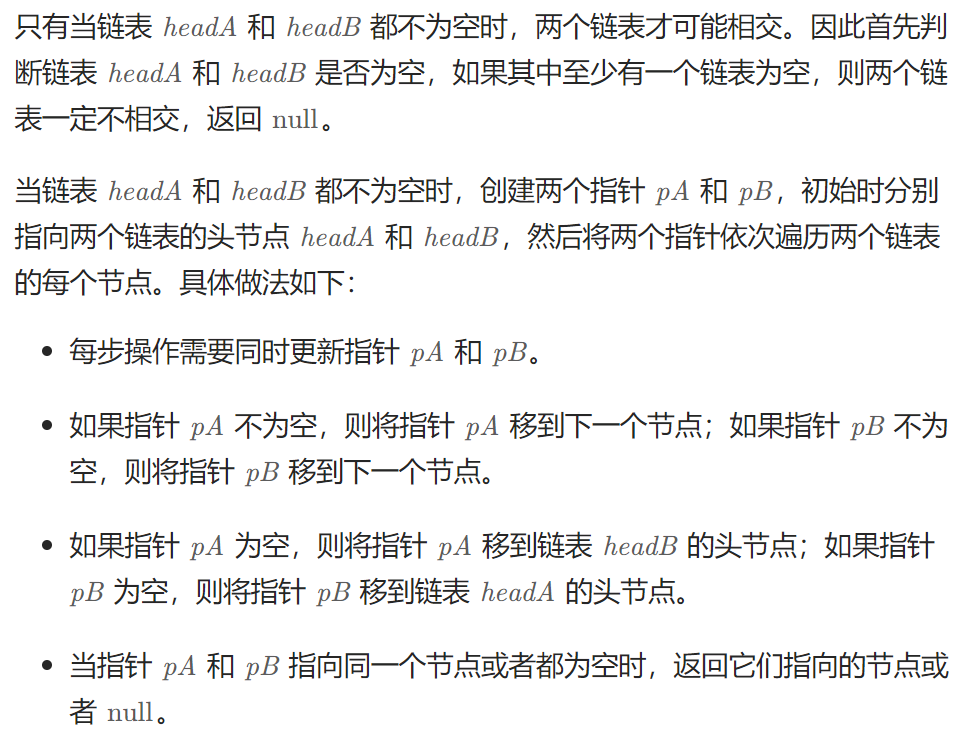 只有当链表 headA 和 headB 都不为空时，两个链表才可能相交。因此首先判
断链表 headA 和 headB 是否为空，如果其中至少有一个链表为空，则两个链
表一定不相交，返回 null。
当链表 headA 和 headB 都不为空时，创建两个指针 pA 和 pB，初始时分别
指向两个链表的头节点 headA 和 headB，然后将两个指针依次遍历两个链表
的每个节点。具体做法如下：
• 每步操作需要同时更新指针 pA 和 pB。
• 如果指针 pA 不为空，则将指针 pA 移到下一个节点；如果指针 pB 不为
空，则将指针 pB 移到下一个节点。
• 如果指针 pA 为空，则将指针 pA 移到链表 headB 的头节点；如果指针
pB 为空，则将指针 pB 移到链表 headA 的头节点。
• 当指针 pA 和 pB 指向同一个节点或者都为空时，返回它们指向的节点或
者 null。